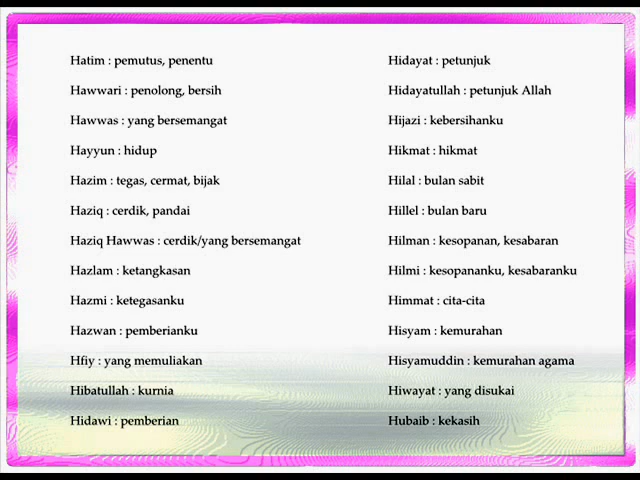 Hatim : pemutus, penentu
Hawwari : penolong, bersih
Hawwas : yang bersemangat
Hayyun : hidup
Hazim : tegas, cermat, bijak
Haziq : cerdik, pandai
Haziq Hawwas : cerdik/yang bersemangat
Hazlam : ketangkasan
Hazmi : ketegasanku
Hazwan : pemberianku
Hfiy : yang memuliakan
Hibatullah : kurnia
Hidawi : pemberian
Hidayat : petunjuk
Hidayatullah : petunjuk Allah
Hijazi : kebersihanku
Hikmat : hikmat
Hilal : bulan sabit
Hillel : bulan baru
Hilman : kesopanan, kesabaran
Hilmi : kesopananku, kesabaranku
Himmat : cita-cita
Hisyam : kemurahan
Hisyamuddin : kemurahan agama
Hiwayat : yang disukai
Hubaib : kekasih